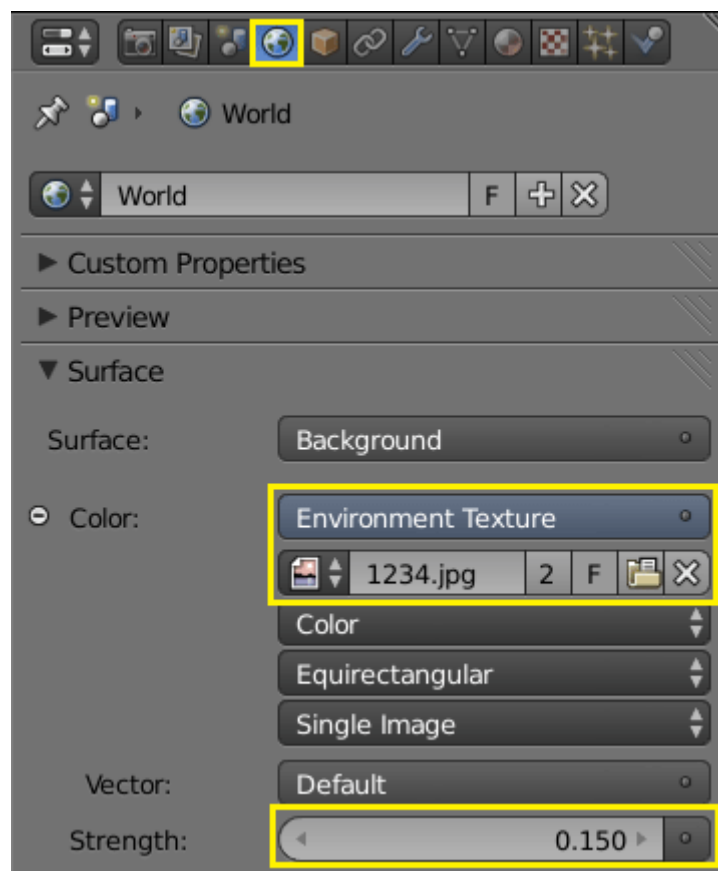 World
World F
Custom Properties
Preview
Surface
Surface: Background
Color: Environment Texture
1234.jpg 2 F
Color
Equirectangular
Single Image
Vector: Default
Strength: 0.150